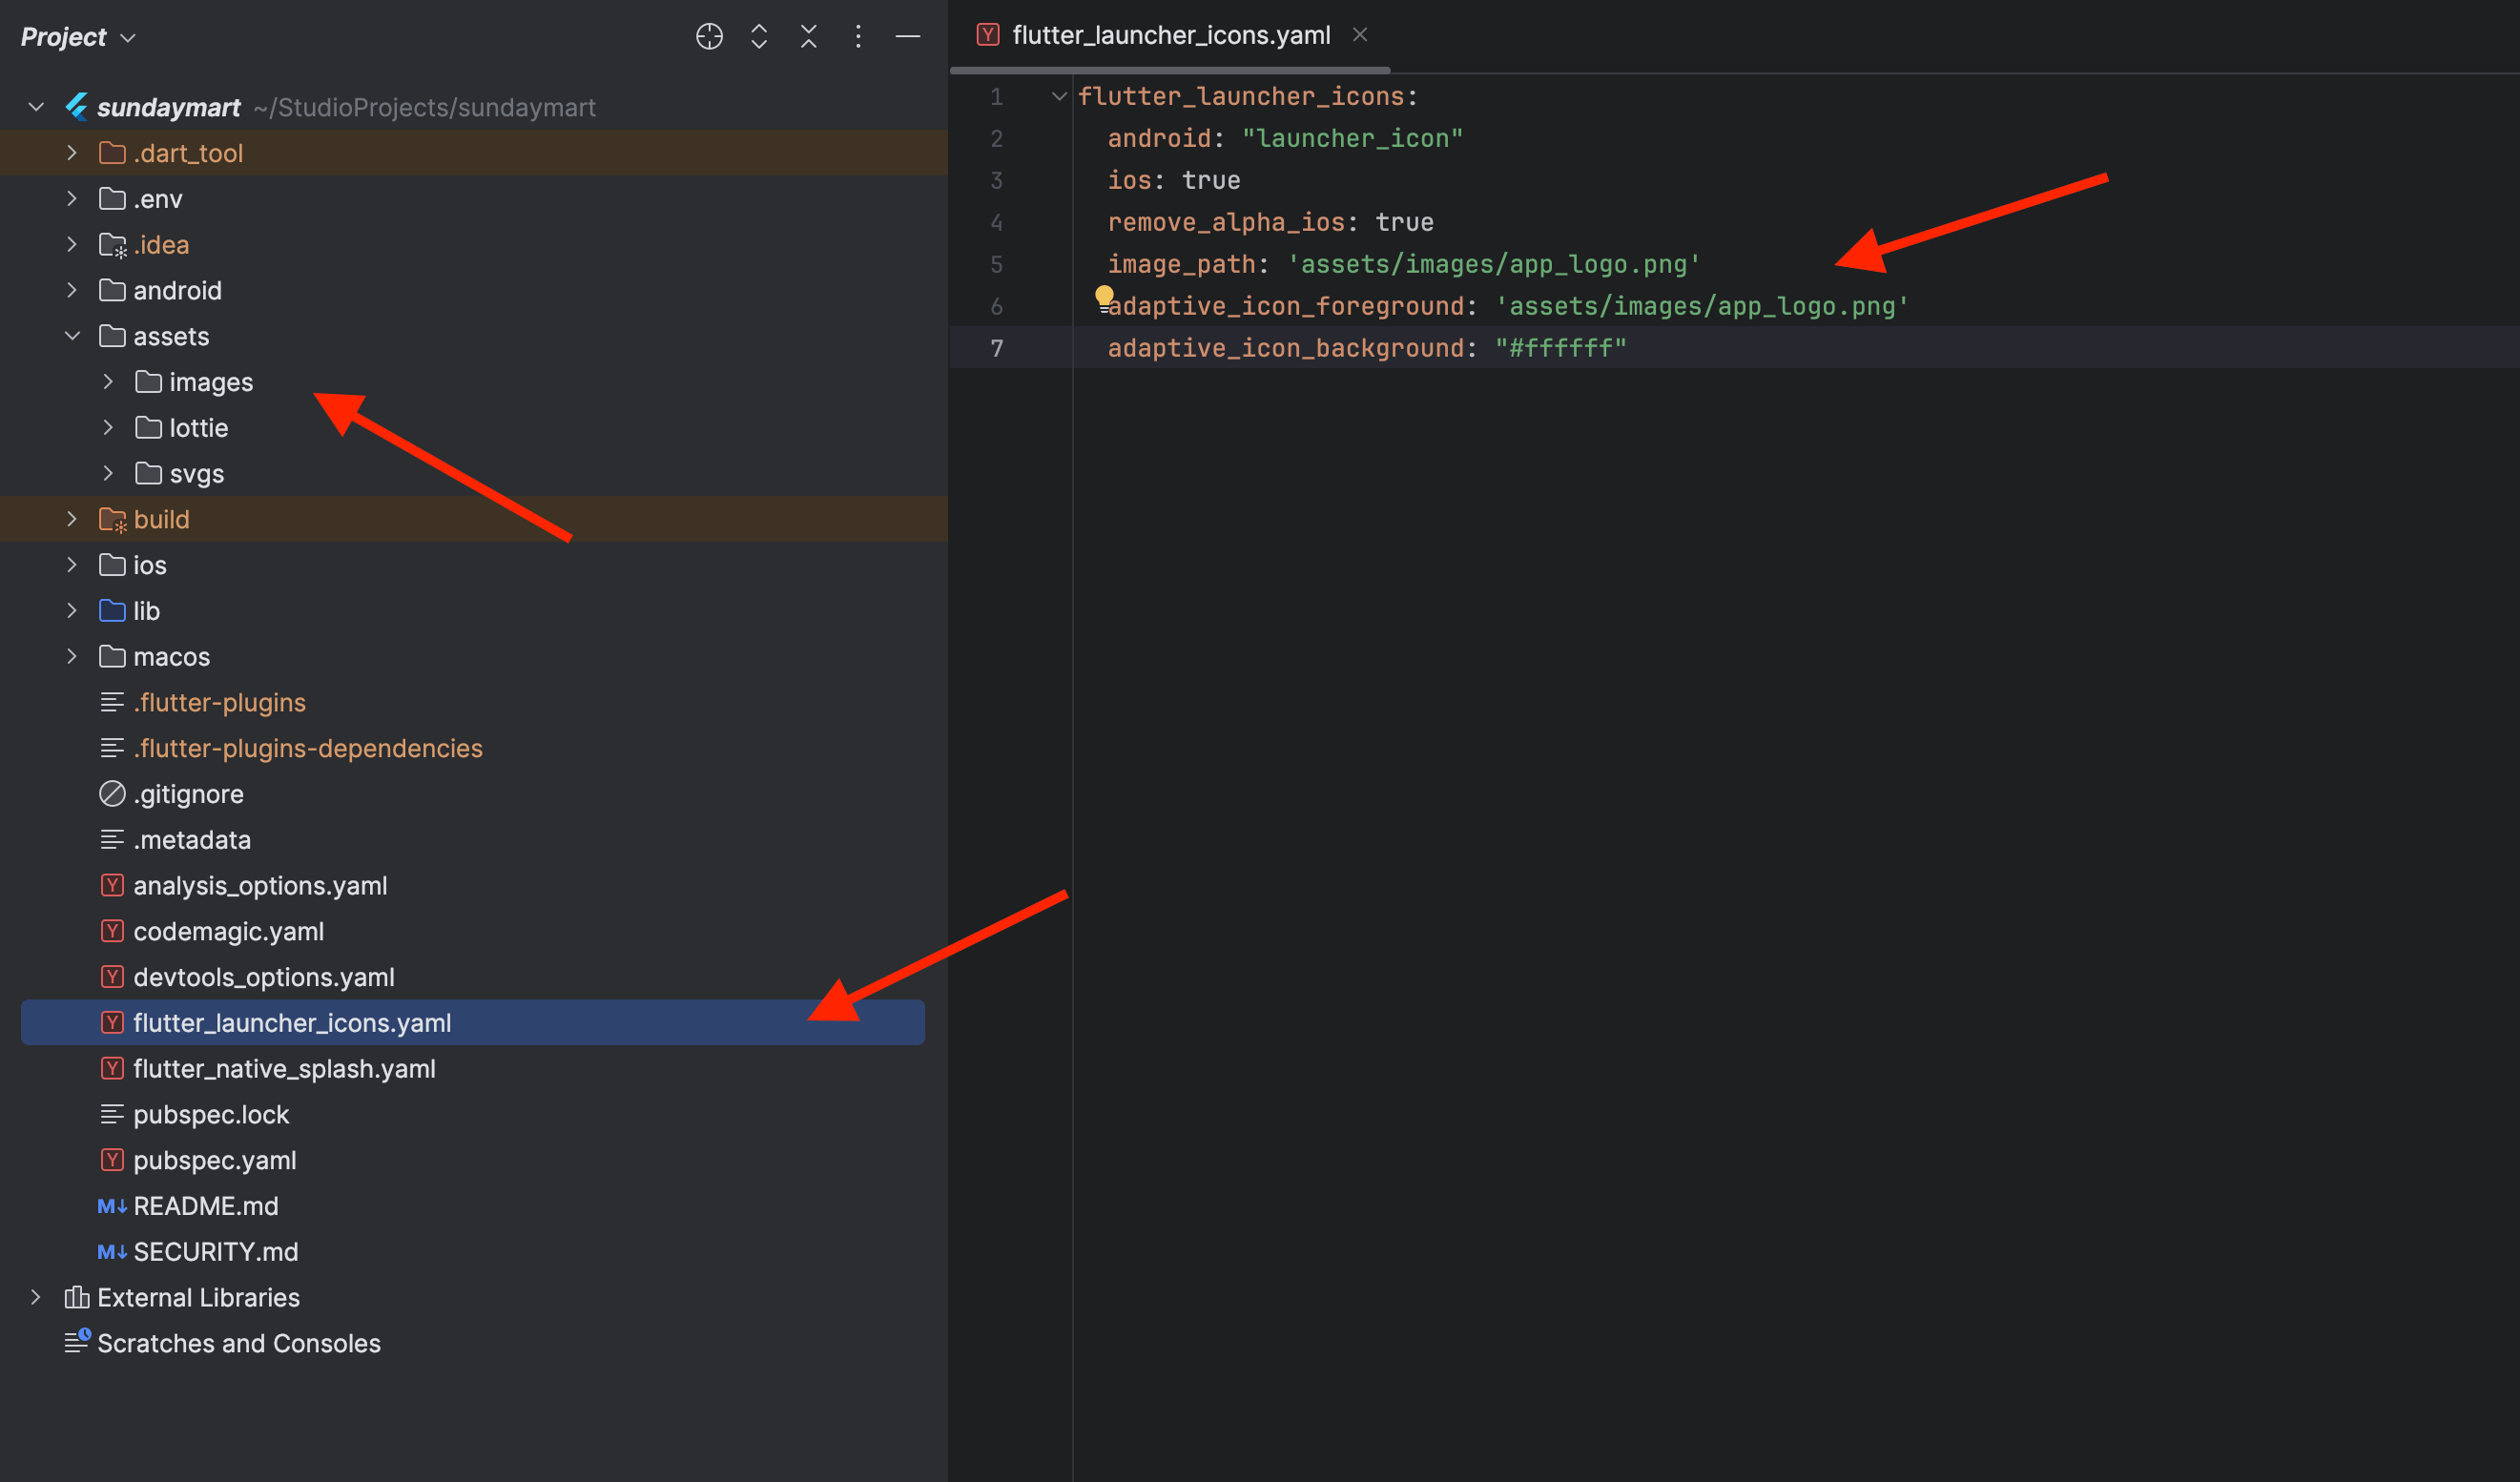 Project
sundaymart ~/StudioProjects/sundaymart
.dart_tool
.env
.idea
android
assets
images
lottie
svgs
build
ios
lib
macos
.flutter-plugins
.flutter-plugins-dependencies
.gitignore
.metadata
Y analysis_options.yaml
Y codemagic.yaml
Y devtools_options.yaml
Y flutter_launcher_icons.yaml
Y flutter_native_splash.yaml
pubspec.lock
Y pubspec.yaml
M↓ README.md
M↓ SECURITY.md
External Libraries
Scratches and Consoles
Y flutter_launcher_icons.yaml
1 flutter_launcher_icons:
2 android: "launcher_icon"
3 ios: true
4 remove_alpha_ios: true
5 image_path: 'assets/images/app_logo.png'
6 adaptive_icon_foreground: 'assets/images/app_logo.png'
7 adaptive_icon_background: "#ffffff"